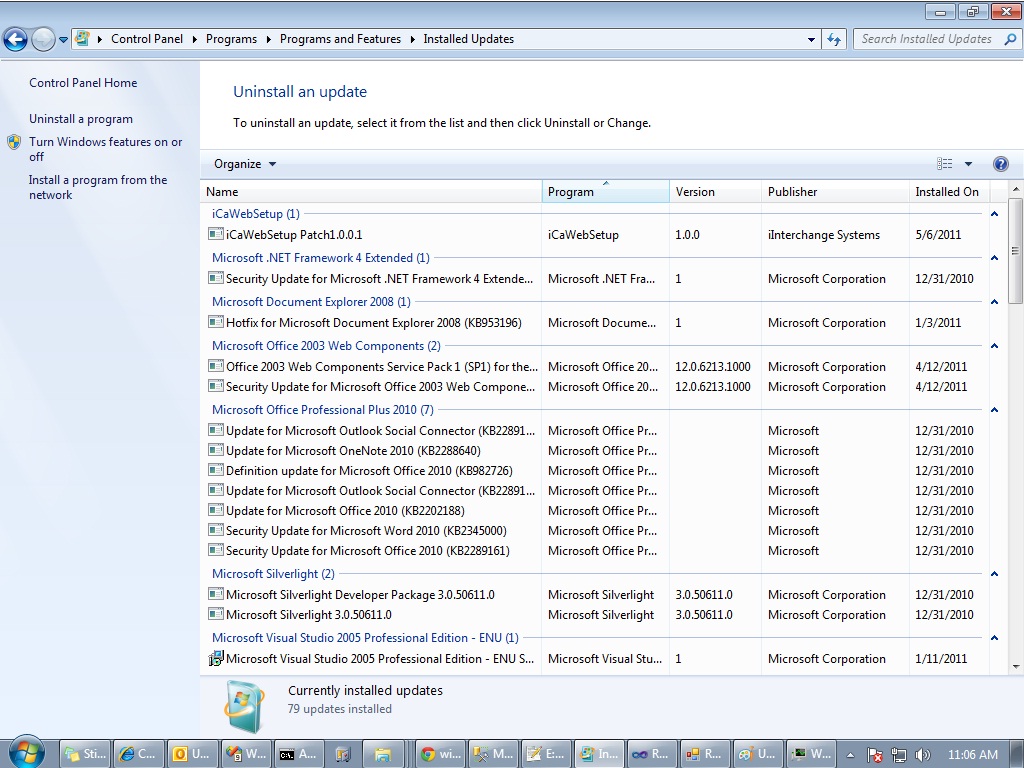 Control Panel Programs Programs and Features Installed Updates Search Installed Updates
Control Panel Home
Uninstall a program
Turn Windows features on or
off
Install a program from the
network
Uninstall an update
To uninstall an update, select it from the list and then click Uninstall or Change.
Organize
Name Program Version Publisher Installed On
iCaWebSetup (1)
iCaWebSetup Patch1.0.0.1 iCaWebSetup 1.0.0 iInterchange Systems 5/6/2011
Microsoft .NET Framework 4 Extended (1)
Security Update for Microsoft .NET Framework 4 Extende... Microsoft .NET Fra... 1 Microsoft Corporation 12/31/2010
Microsoft Document Explorer 2008 (1)
Hotfix for Microsoft Document Explorer 2008 (KB953196) Microsoft Docume... 1 Microsoft Corporation 1/3/2011
Microsoft Office 2003 Web Components (2)
Office 2003 Web Components Service Pack 1 (SP1) for the... Microsoft Office 20... 12.0.6213.1000 Microsoft Corporation 4/12/2011
Security Update for Microsoft Office 2003 Web Compone... Microsoft Office 20... 12.0.6213.1000 Microsoft Corporation 4/12/2011
Microsoft Office Professional Plus 2010 (7)
Update for Microsoft Outlook Social Connector (KB22891... Microsoft Office Pr... Microsoft 12/31/2010
Update for Microsoft OneNote 2010 (KB2288640) Microsoft Office Pr... Microsoft 12/31/2010
Definition update for Microsoft Office 2010 (KB982726) Microsoft Office Pr... Microsoft 12/31/2010
Update for Microsoft Outlook Social Connector (KB22891... Microsoft Office Pr... Microsoft 12/31/2010
Update for Microsoft Office 2010 (KB2202188) Microsoft Office Pr... Microsoft 12/31/2010
Security Update for Microsoft Word 2010 (KB2345000) Microsoft Office Pr... Microsoft 12/31/2010
Security Update for Microsoft Office 2010 (KB2289161) Microsoft Office Pr... Microsoft 12/31/2010
Microsoft Silverlight (2)
Microsoft Silverlight Developer Package 3.0.50611.0 Microsoft Silverlight 3.0.50611.0 Microsoft Corporation 12/31/2010
Microsoft Silverlight 3.0.50611.0 Microsoft Silverlight 3.0.50611.0 Microsoft Corporation 12/31/2010
Microsoft Visual Studio 2005 Professional Edition - ENU (1)
Microsoft Visual Studio 2005 Professional Edition - ENU S... Microsoft Visual Stu... 1 Microsoft Corporation 1/11/2011
Currently installed updates
79 updates installed
Sti... C... U... W... A... wi... M... E:... In... R... R... U... W... 11:06 AM